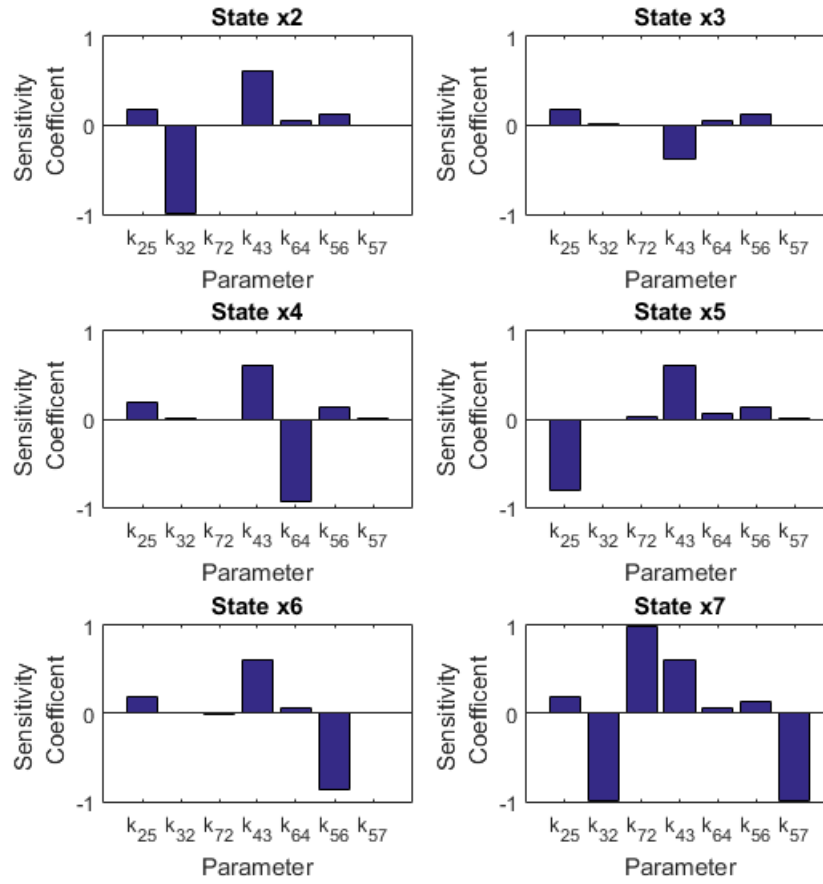 State x2
1
0
-1
Sensitivity
Coefficent
k25 k32 k72 k43 k64 k56 k57
Parameter
State x3
1
0
-1
Sensitivity
Coefficent
k25 k32 k72 k43 k64 k56 k57
Parameter
State x4
1
0
-1
Sensitivity
Coefficent
k25 k32 k72 k43 k64 k56 k57
Parameter
State x5
1
0
-1
Sensitivity
Coefficent
k25 k32 k72 k43 k64 k56 k57
Parameter
State x6
1
0
-1
Sensitivity
Coefficent
k25 k32 k72 k43 k64 k56 k57
Parameter
State x7
1
0
-1
Sensitivity
Coefficent
k25 k32 k72 k43 k64 k56 k57
Parameter